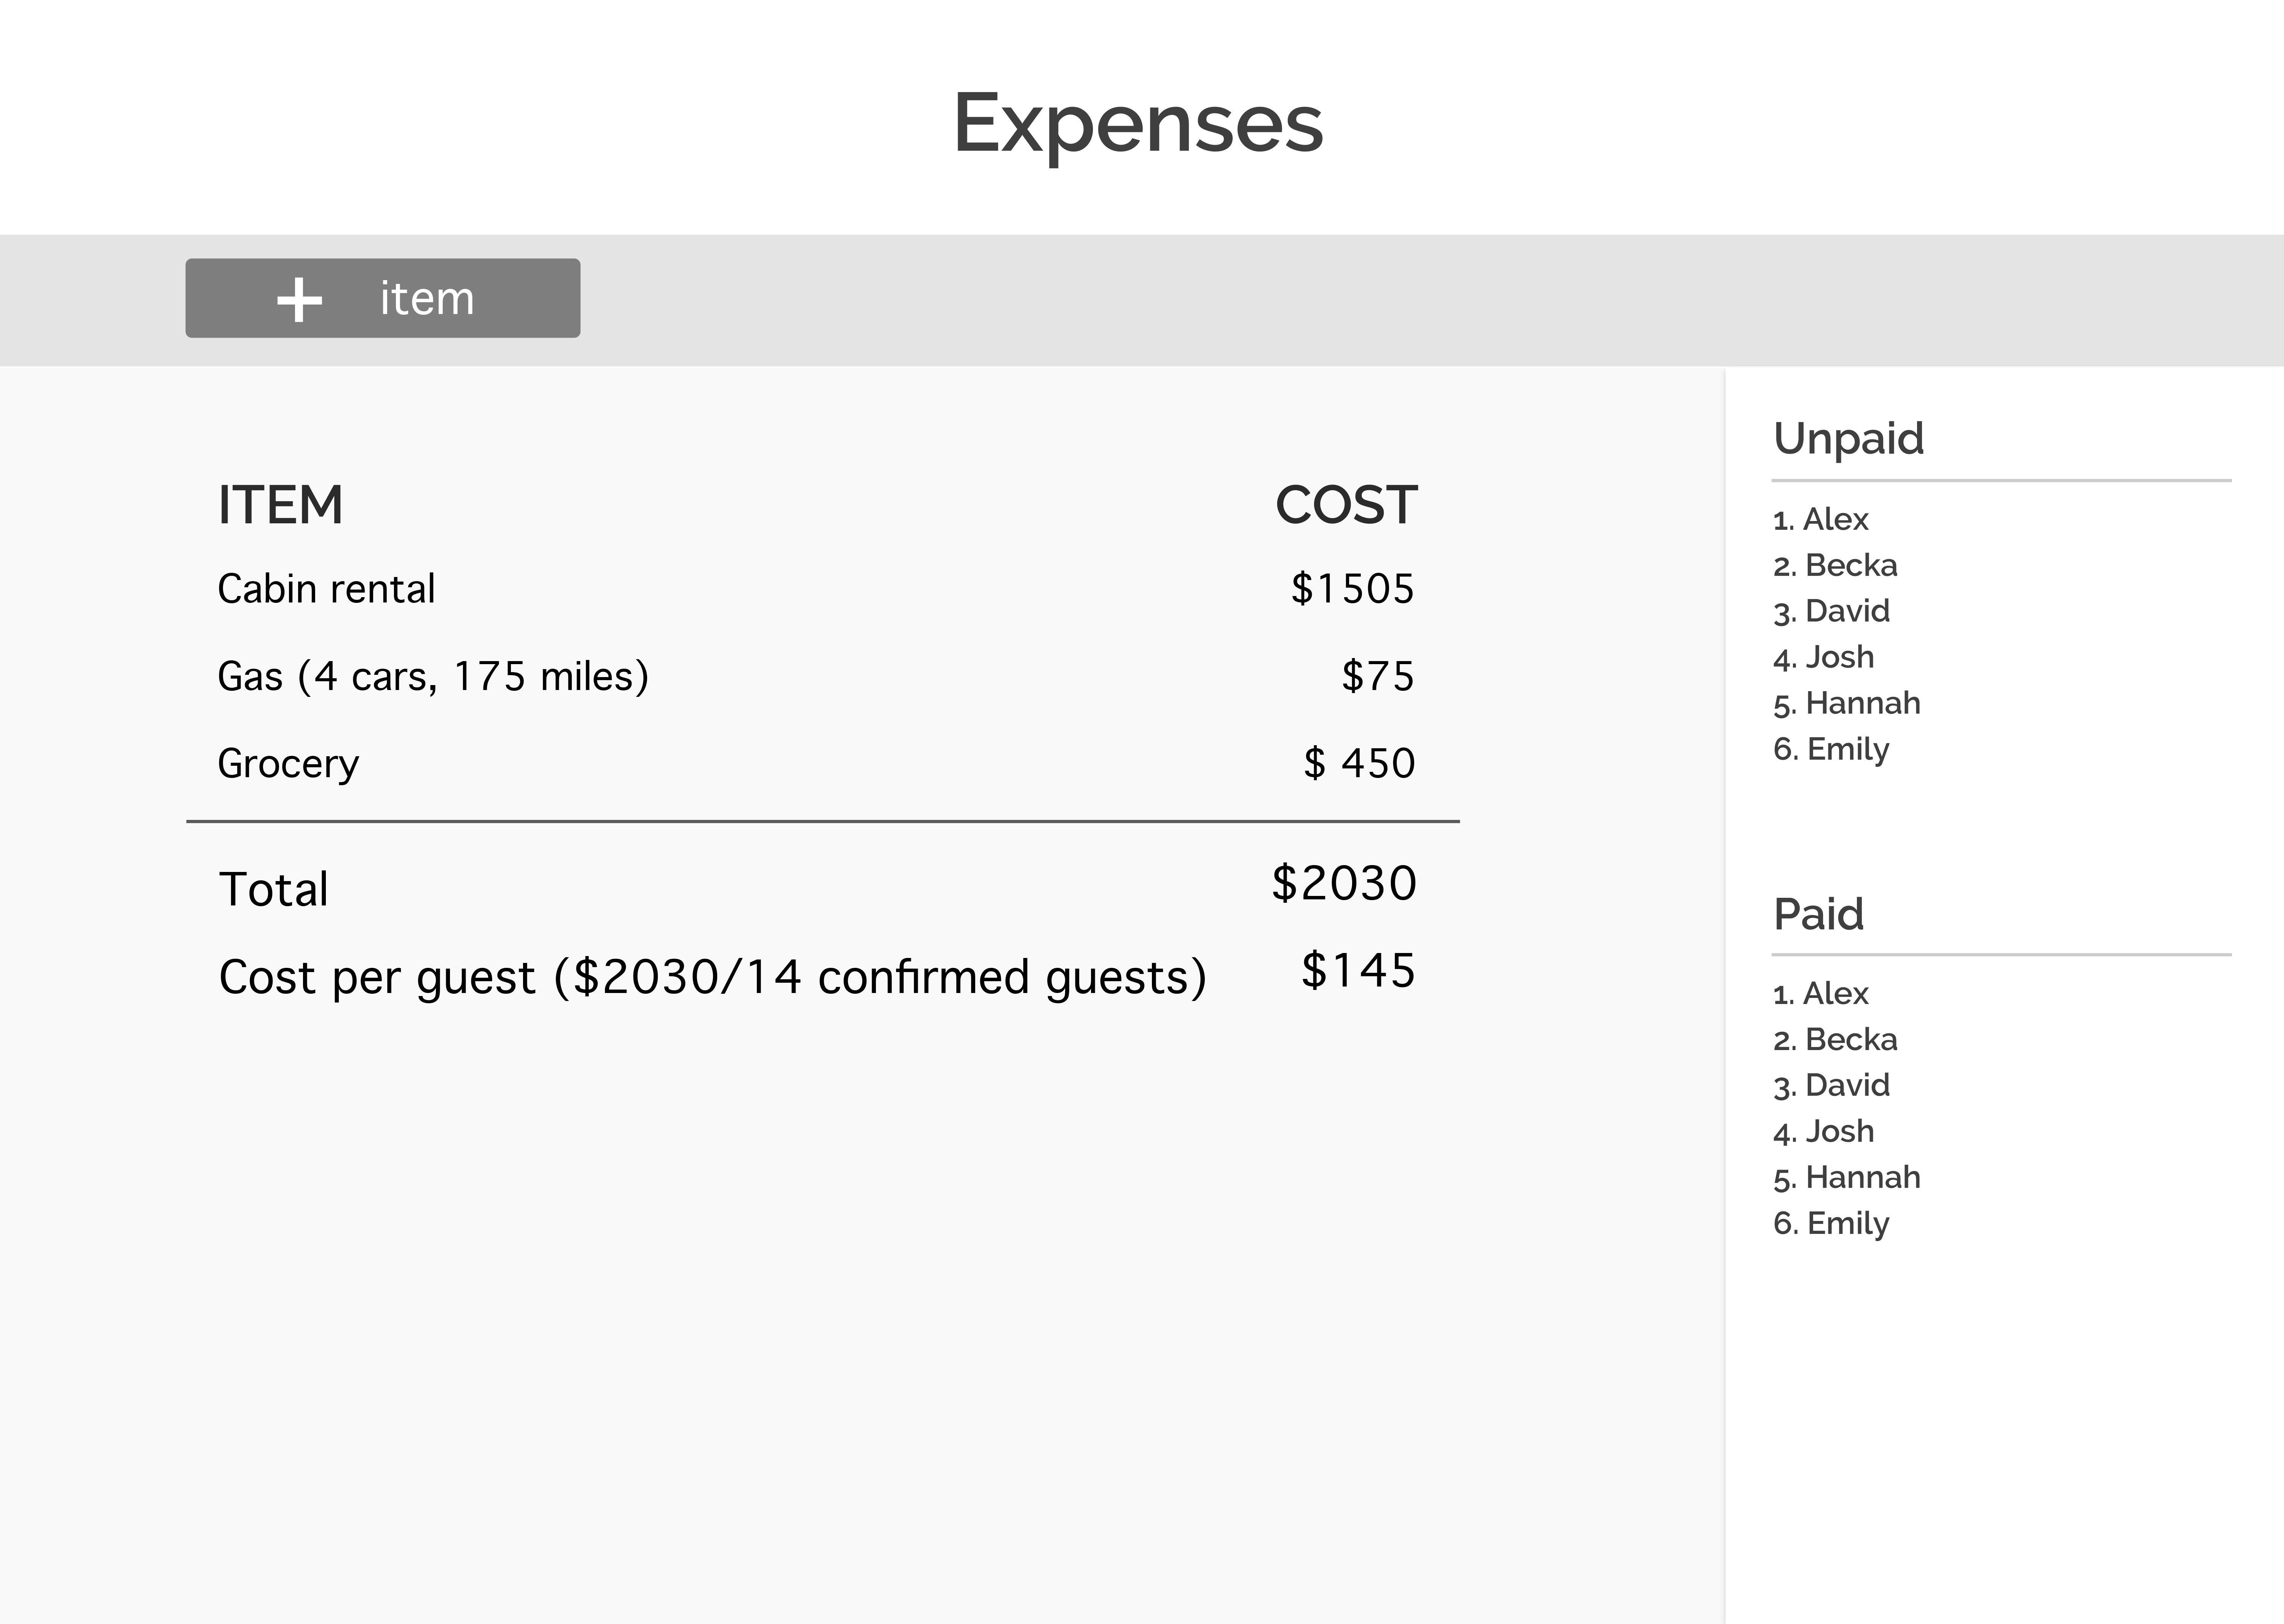 Expenses
+ item
ITEM COST
Cabin rental $1505
Gas (4 cars, 175 miles) $75
Grocery $ 450
Total $2030
Cost per guest ($2030/14 confirmed guests) $145
Unpaid
1. Alex
2. Becka
3. David
4. Josh
5. Hannah
6. Emily
Paid
1. Alex
2. Becka
3. David
4. Josh
5. Hannah
6. Emily